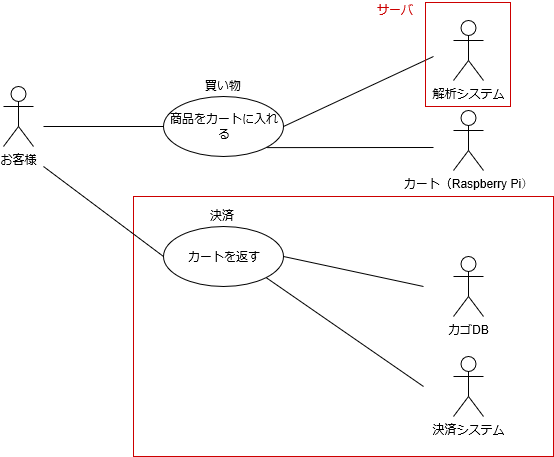 サーバ
解析システム
買い物
商品をカートに入れ
る
お客様
カート（Raspberry Pi）
決済
カートを返す
カゴDB
決済システム